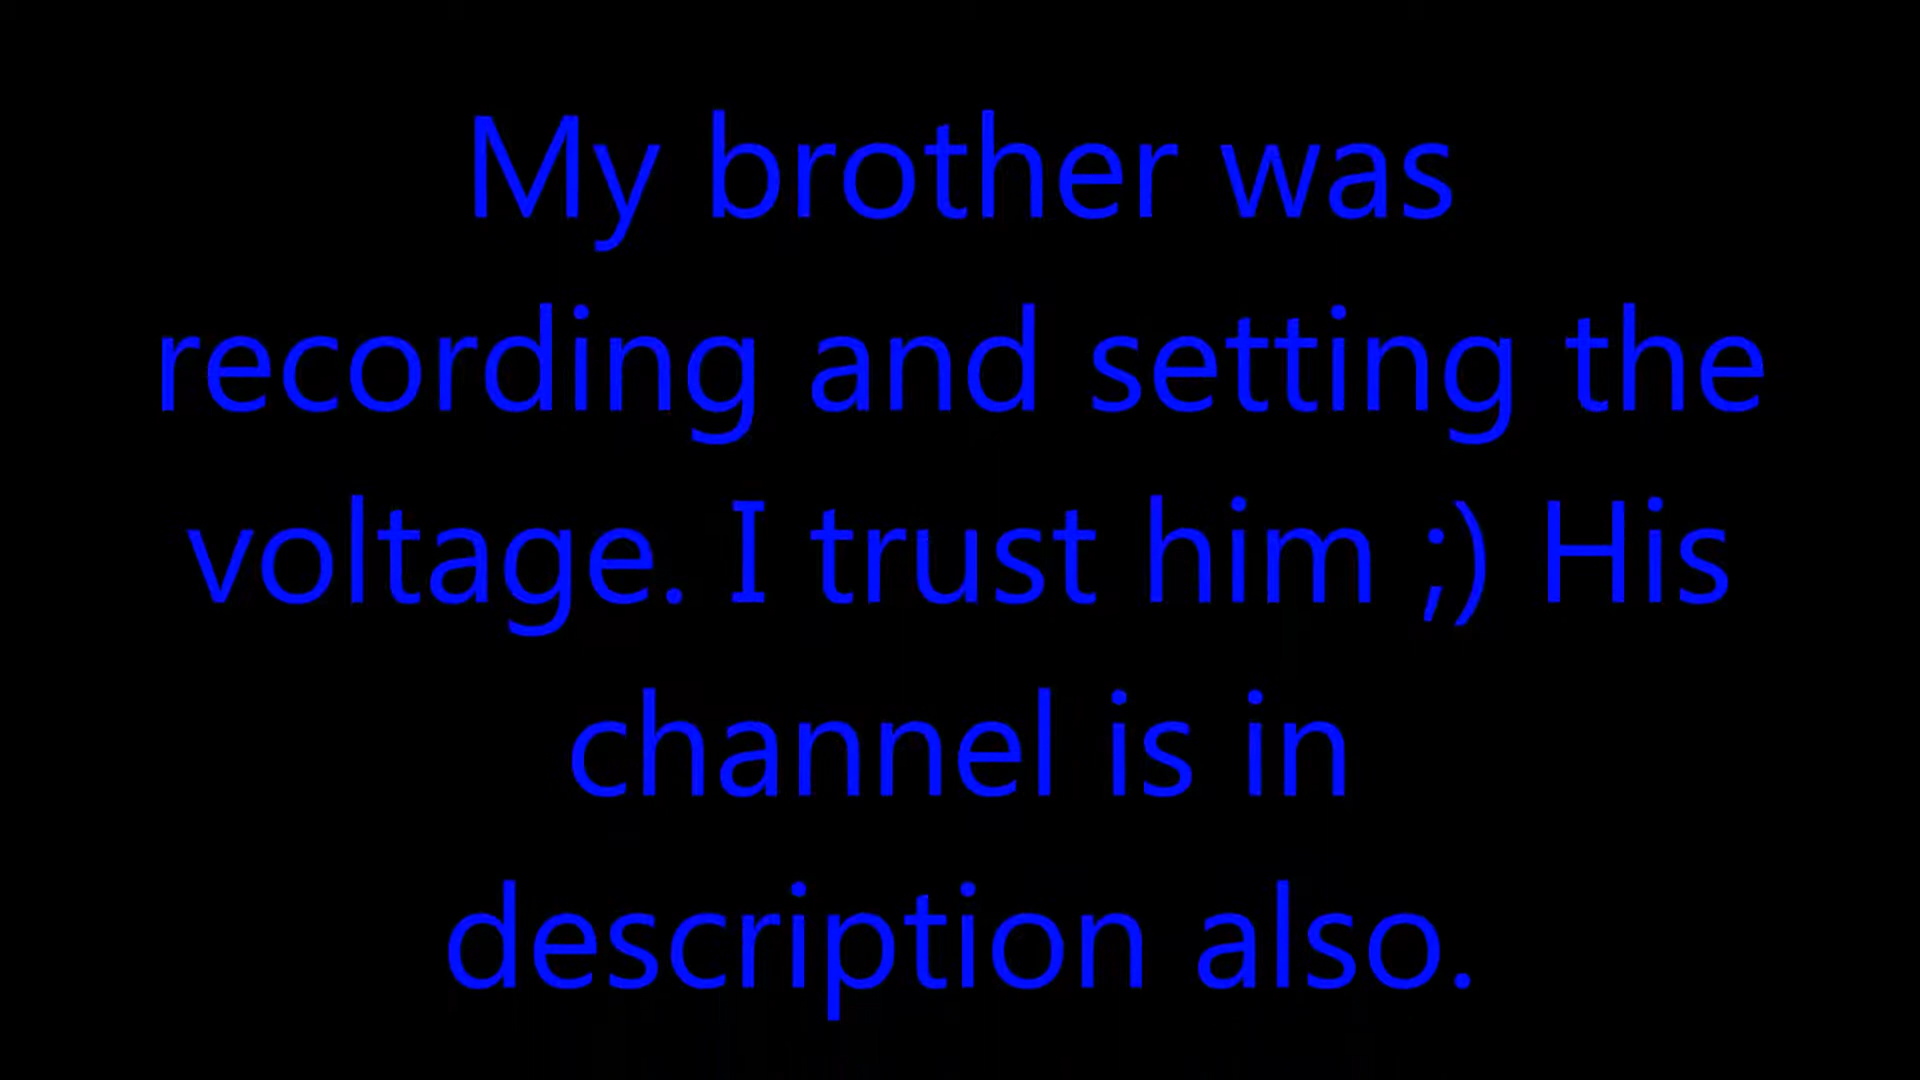 My brother was
recording and setting the
voltage. I trust him ;) His
channel is in
description also.